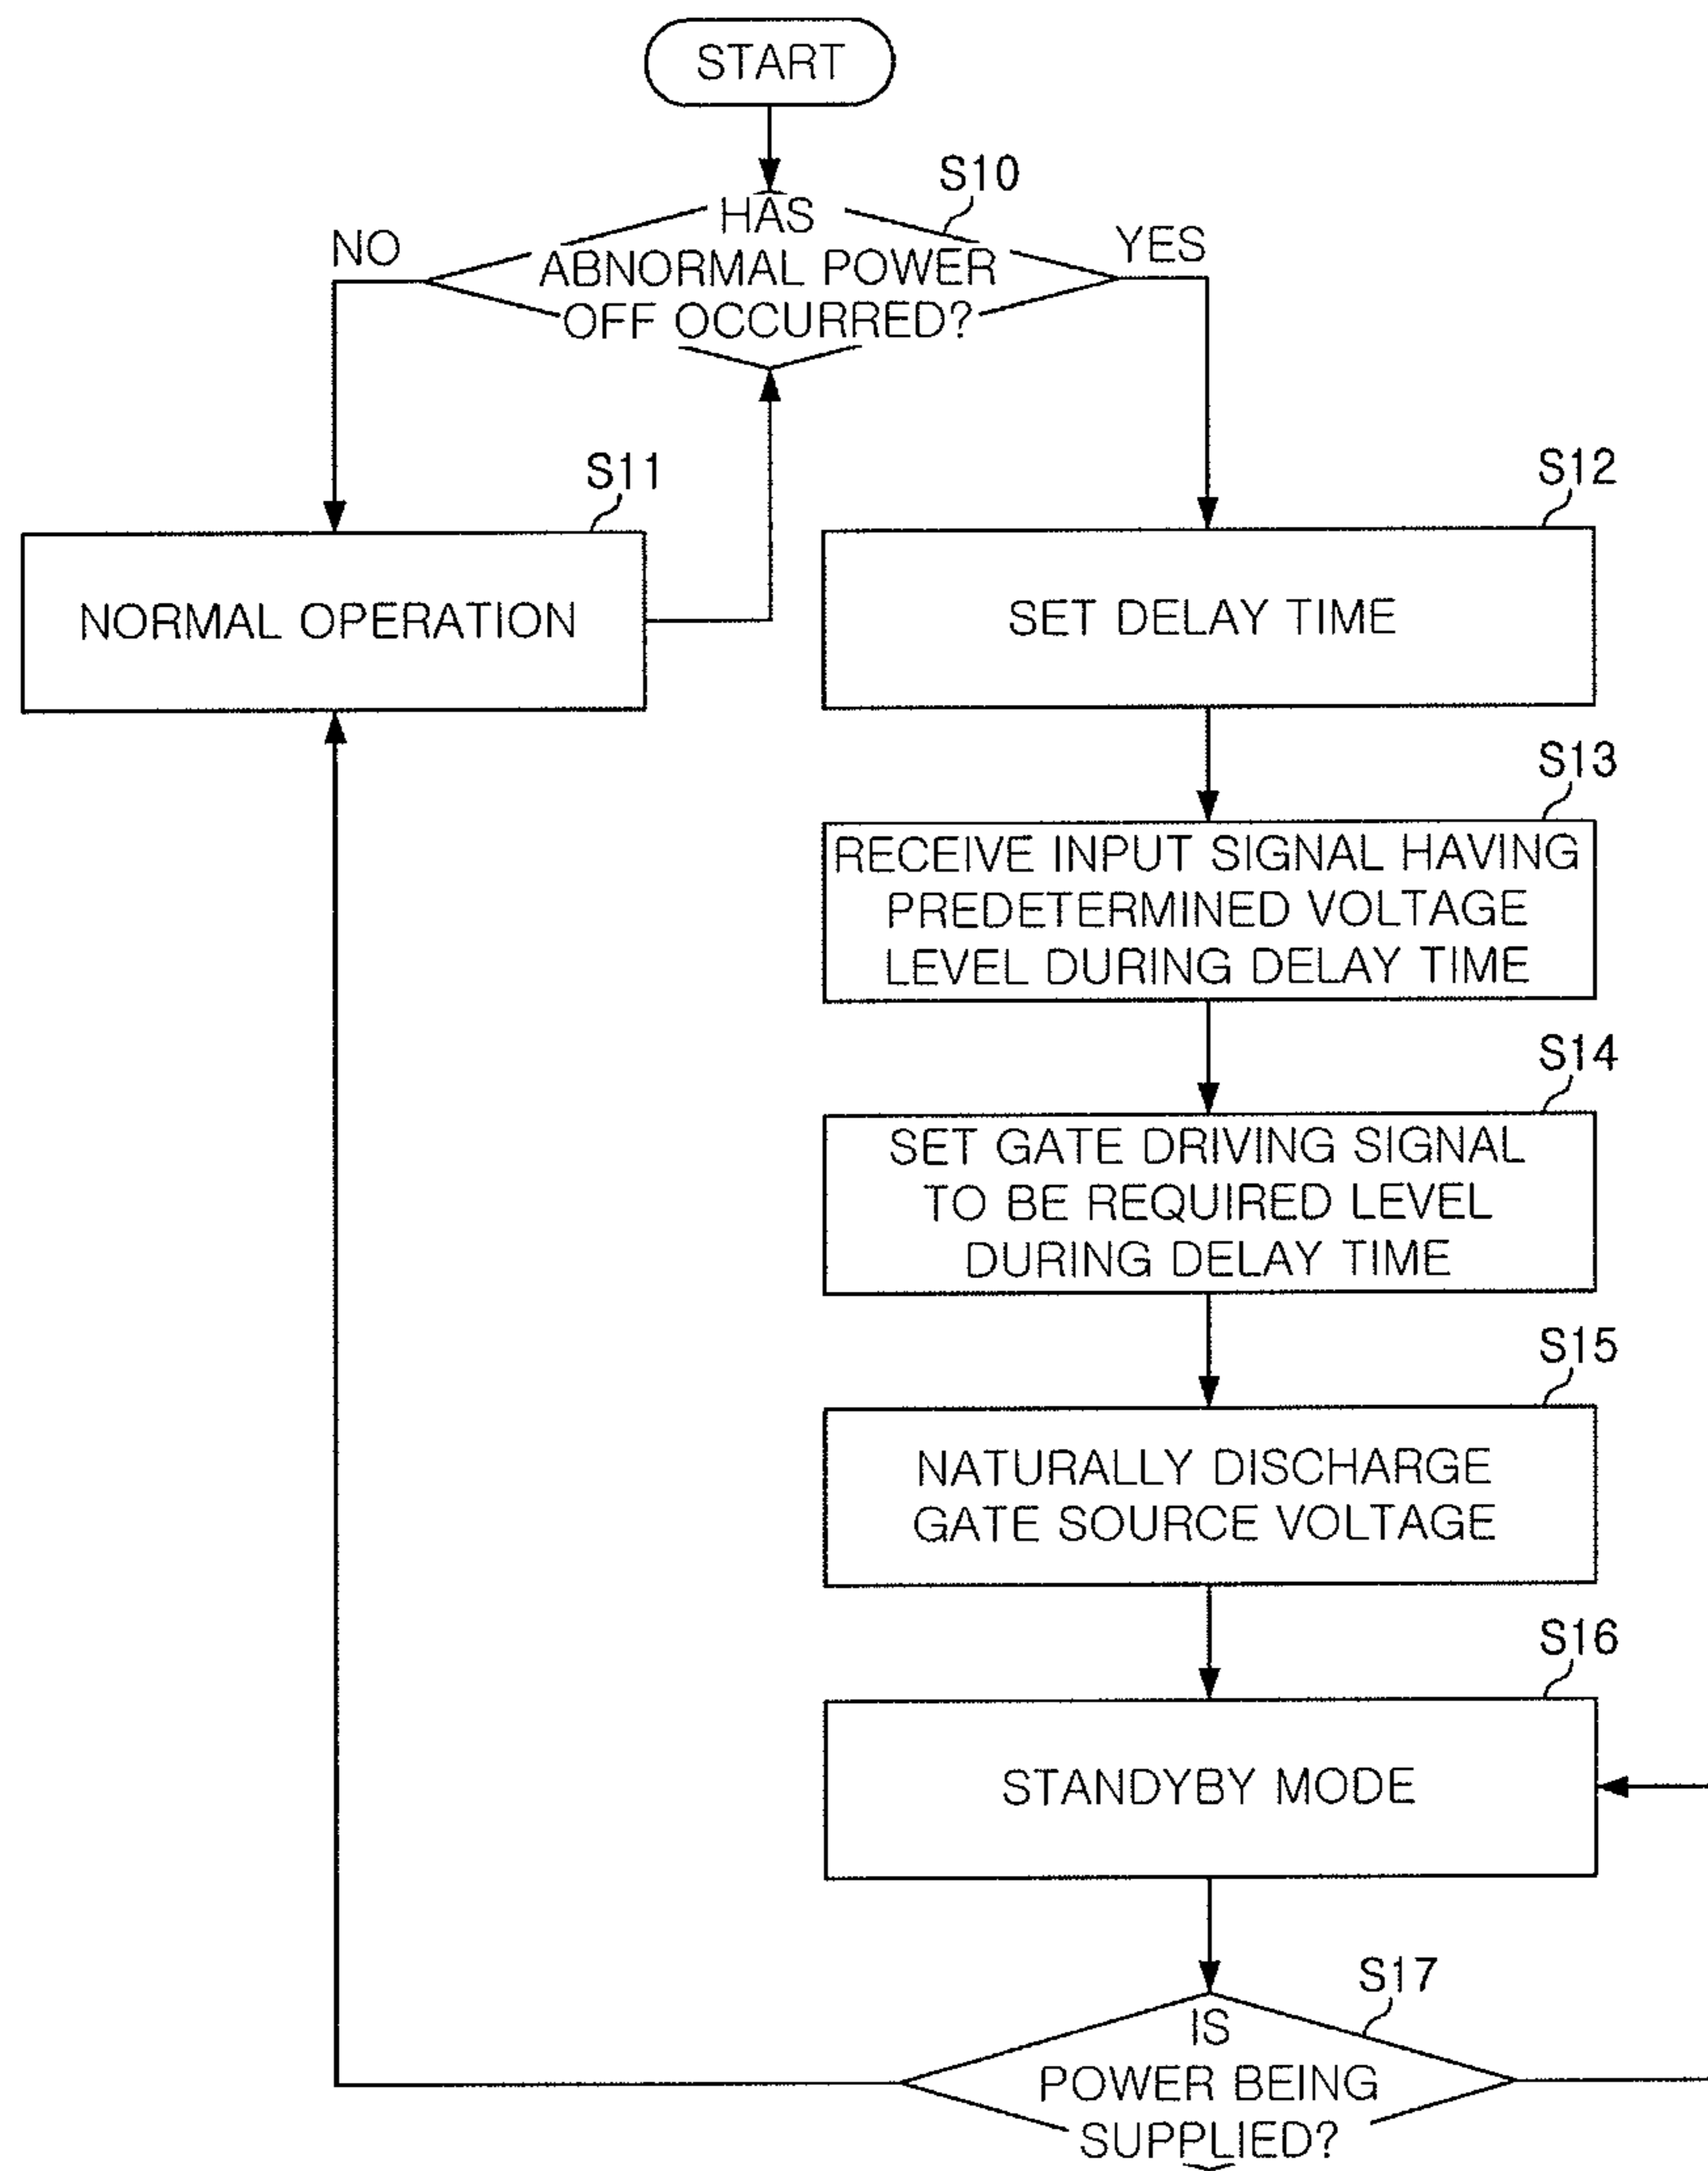 START
S10
HAS
ABNORMAL POWER
OFF OCCURRED?
NO
YES
S11
NORMAL OPERATION
S12
SET DELAY TIME
S13
RECEIVE INPUT SIGNAL HAVING
PREDETERMINED VOLTAGE
LEVEL DURING DELAY TIME
S14
SET GATE DRIVING SIGNAL
TO BE REQUIRED LEVEL
DURING DELAY TIME
S15
NATURALLY DISCHARGE
GATE SOURCE VOLTAGE
S16
STANDYBY MODE
S17
IS
POWER BEING
SUPPLIED?